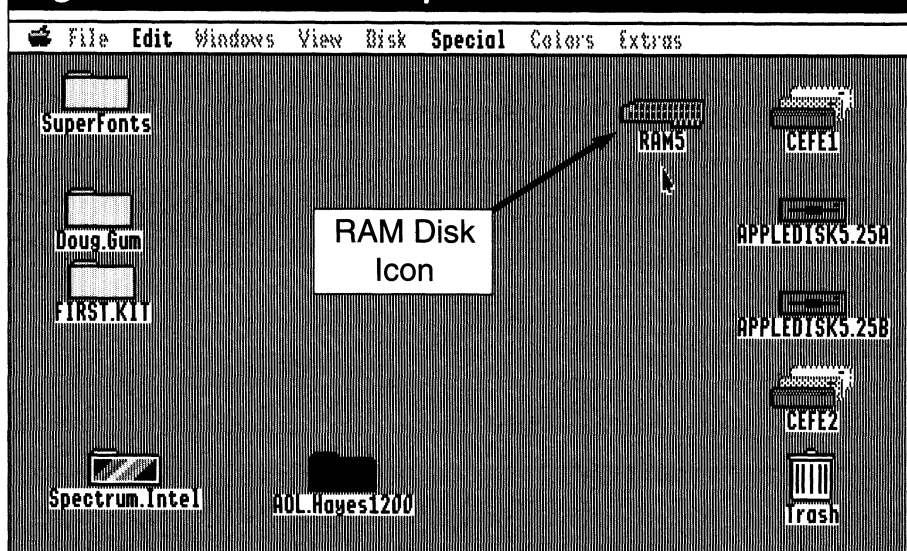 File Edit Windows View Disk Special Colors Extras
SuperFonts
RAM5
CEFE1
Doug.Gum
RAM Disk
Icon
APPLEDISK5.25A
FIRST.KIT
APPLEDISK5.25B
CEFE2
Spectrum.Intel
AOL.Hayes1200
Trash